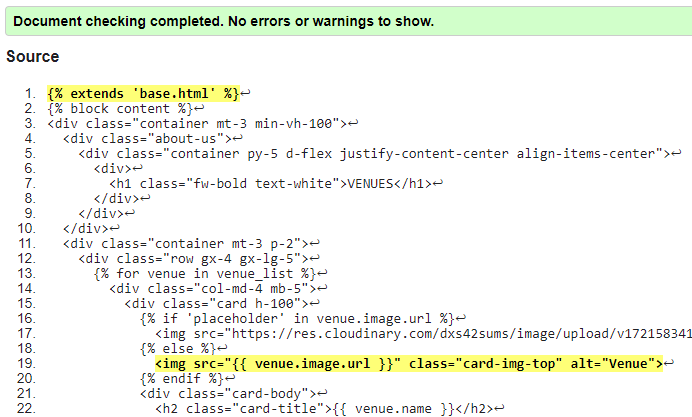 Document checking completed. No errors or warnings to show.
Source
1. {% extends 'base.html' %}↩
2. {% block content %}↩
3. <div class="container mt-3 min-vh-100">↩
4. <div class="about-us">↩
5. <div class="container py-5 d-flex justify-content-center align-items-center">↩
6. <div>↩
7. <h1 class="fw-bold text-white">VENUES</h1>↩
8. </div>↩
9. </div>↩
10. </div>↩
11. <div class="container mt-3 p-2">↩
12. <div class="row gx-4 gx-lg-5">↩
13. {% for venue in venue_list %}↩
14. <div class="col-md-4 mb-5">↩
15. <div class="card h-100">↩
16. {% if 'placeholder' in venue.image.url %}↩
17. <img src="https://res.cloudinary.com/dxs42sums/image/upload/v172158341
18. {% else %}↩
19. <img src="{{ venue.image.url }}" class="card-img-top" alt="Venue">↩
20. {% endif %}↩
21. <div class="card-body">↩
22. <h2 class="card-title">{{ venue.name }}</h2>↩